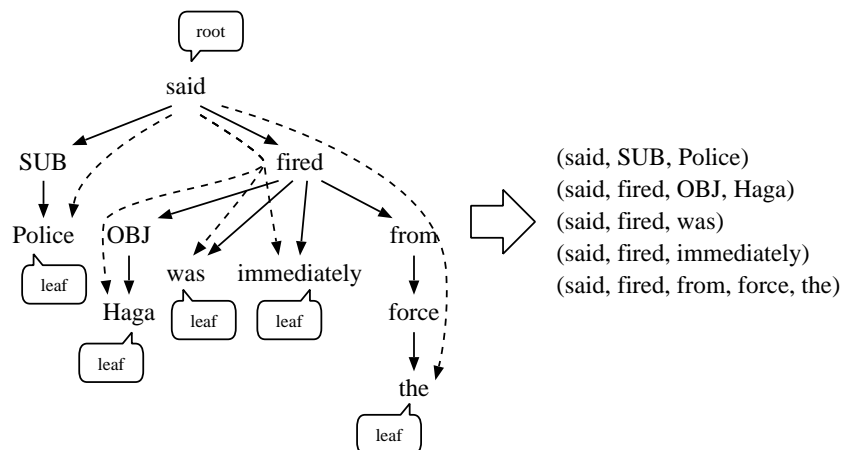 root
said
SUB
fired
Police
OBJ
from
was
immediately
leaf
Haga
leaf
leaf
force
leaf
the
leaf
(said, SUB, Police)
(said, fired, OBJ, Haga)
(said, fired, was)
(said, fired, immediately)
(said, fired, from, force, the)